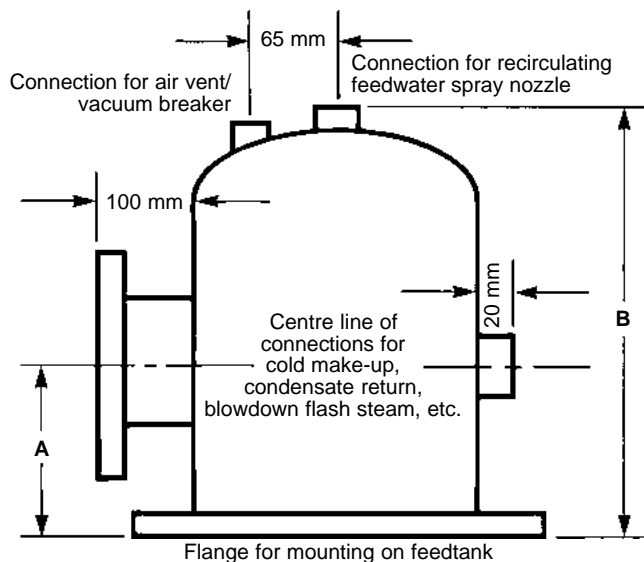 65 mm
Connection for air vent/
vacuum breaker
Connection for recirculating
feedwater spray nozzle
100 mm
20 mm
B
Centre line of
connections for
cold make-up,
condensate return,
blowdown flash steam, etc.
A
Flange for mounting on feedtank